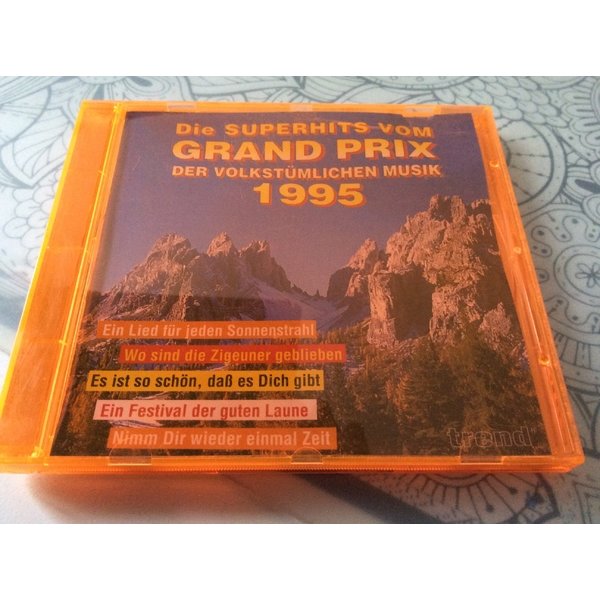 Die SUPERHITS VOM
GRAND PRIX
DER VOLKSTÜMLICHEN MUSIK
1995
Ein Lied für jeden Sonnenstrahl
Wo sind die Zigeuner geblieben
Es ist so schön, daß es Dich gibt
Ein Festival der guten Laune
Nimm Dir wieder einmal Zeit
trend